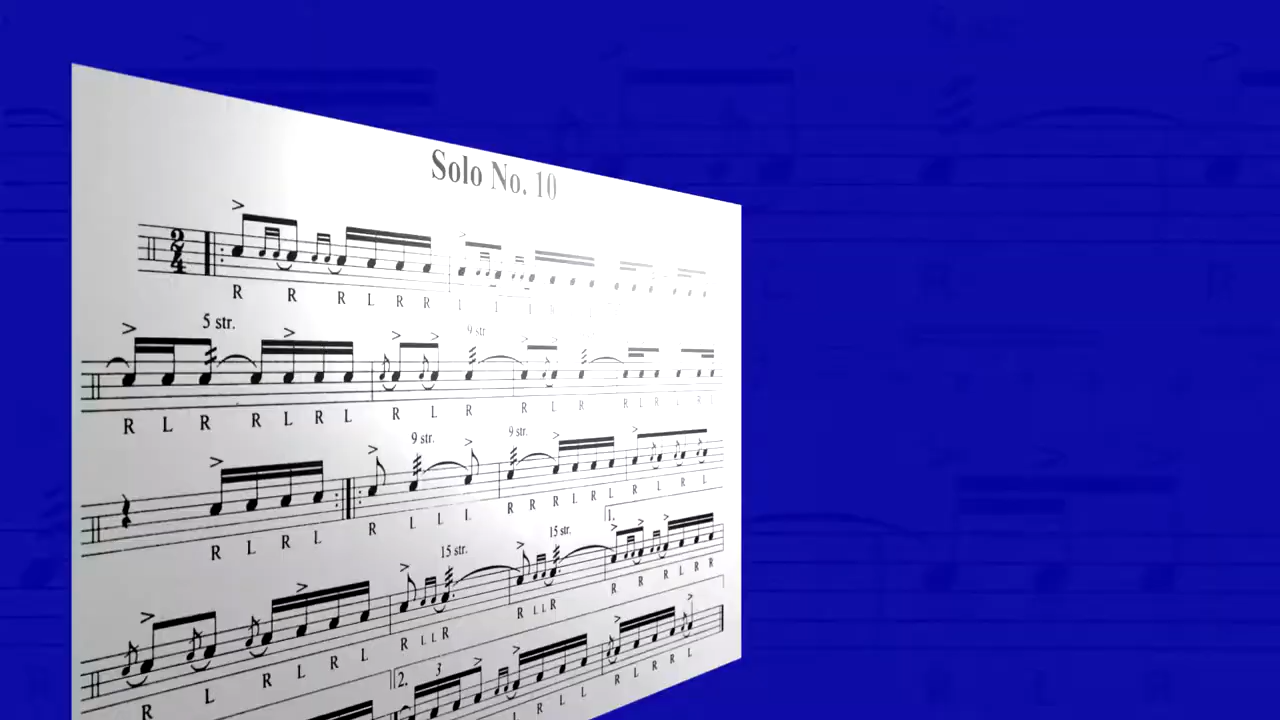 Solo No. 10
2 4
R R R L R R
5 str. 9 str.
R L R R L R L R L R R L R
9 str. 9 str.
R L R L R L L L R R R L R L R L R L
15 str. 15 str. 1.
R L L R R L L R R R R L R R
R L R L R L
2. 3
R L R R L
L R L L